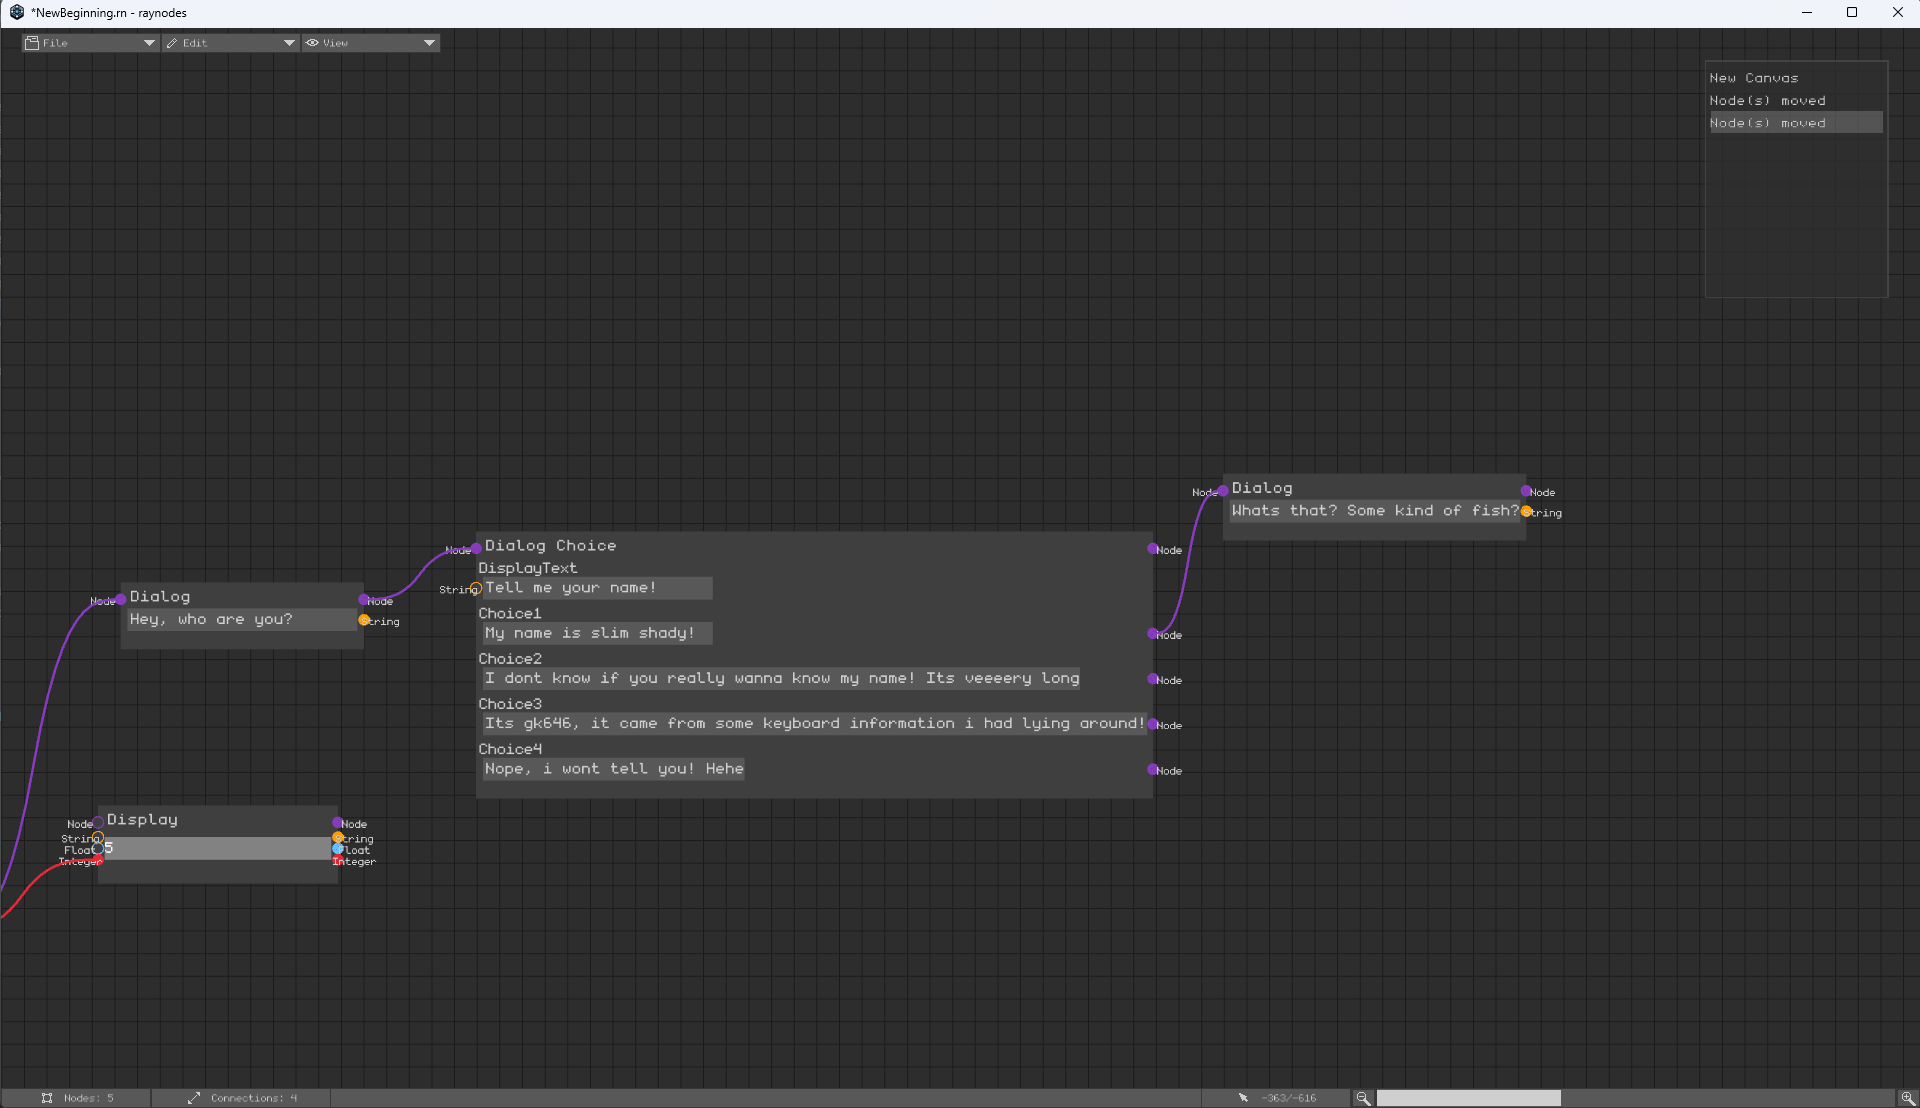 *NewBeginning.rn - raynodes
File
Edit
View
New Canvas
Node(s) moved
Node(s) moved
Node
Dialog
Node
Whats that? Some kind of fish?
String
Node
Dialog Choice
Node
DisplayText
String
Tell me your name!
Choice1
My name is slim shady!
Node
Choice2
I dont know if you really wanna know my name! Its veeeery long
Node
Choice3
Its gk646, it came from some keyboard information i had lying around!
Node
Choice4
Nope, i wont tell you! Hehe
Node
Node
Dialog
Node
Hey, who are you?
String
Node
Display
Node
String
String
Float
5
Float
Integer
Integer
Nodes: 5
Connections: 4
-363/-616